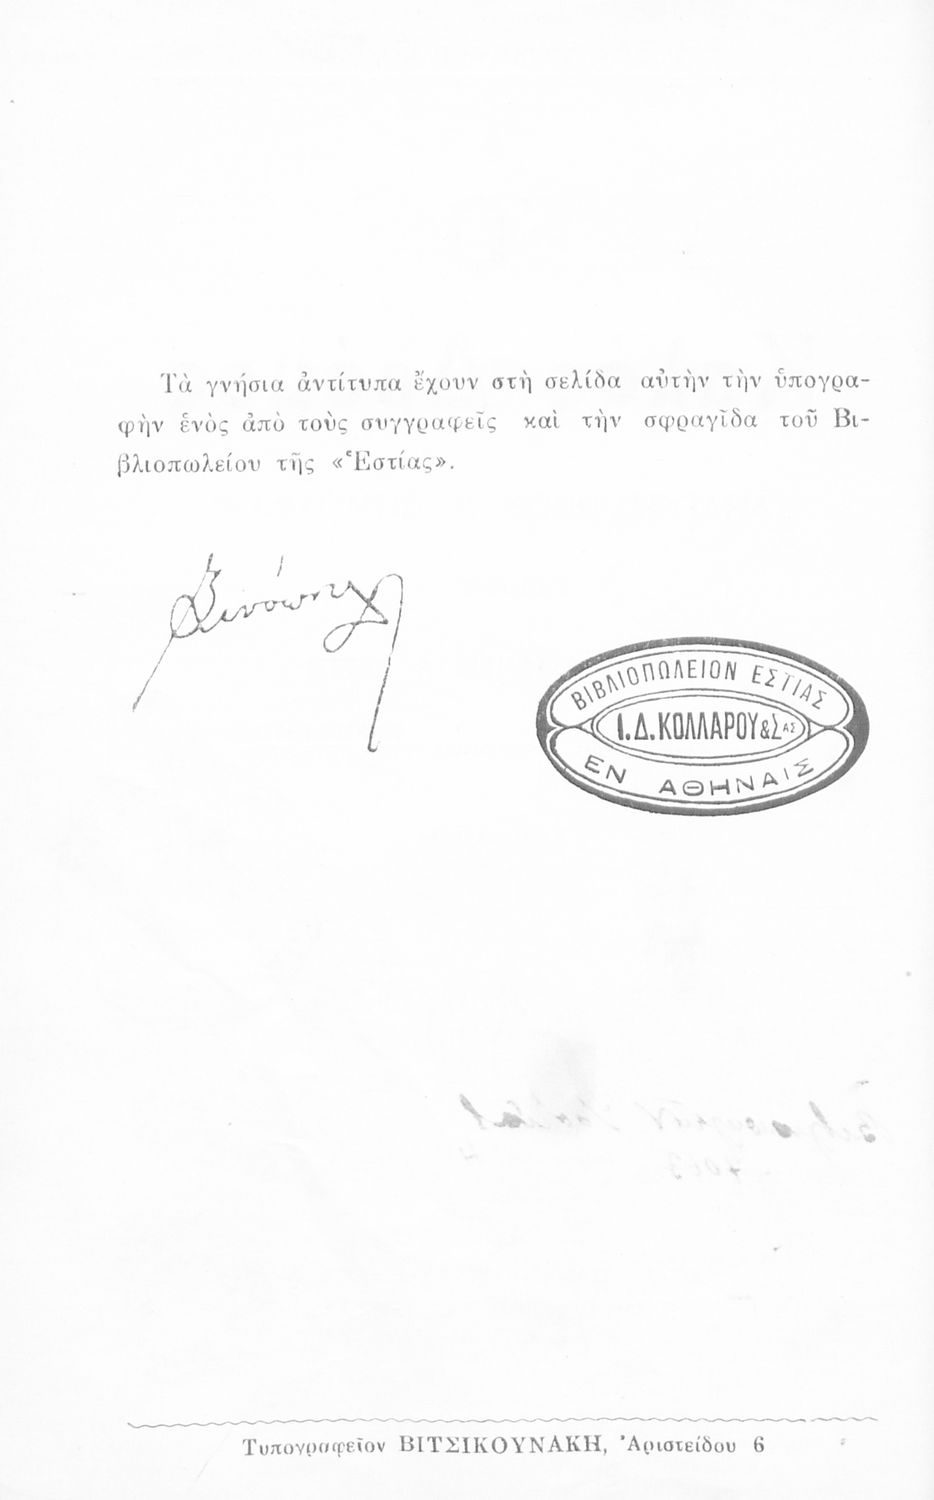 Τὰ γνήσια ἀντίτυπα ἔχουν στὴ σελίδα αὐτὴν τὴν ὑπογρα-
φὴν ἑνὸς ἀπὸ τοὺς συγγραφεῖς καὶ τὴν σφραγῖδα τοῦ Βι-
βλιοπωλείου τῆς «Ἑστίας».
ΒΙΒΛΙΟΠΩΛΕΙΟΝ ΕΣΤΙΑΣ
Ι.Δ.ΚΟΛΛΑΡΟΥ&ΣΑΣ
ΕΝ ΑΘΗΝΑΙΣ
Τυπογραφεῖον ΒΙΤΣΙΚΟΥΝΑΚΗ, Ἀριστείδου 6